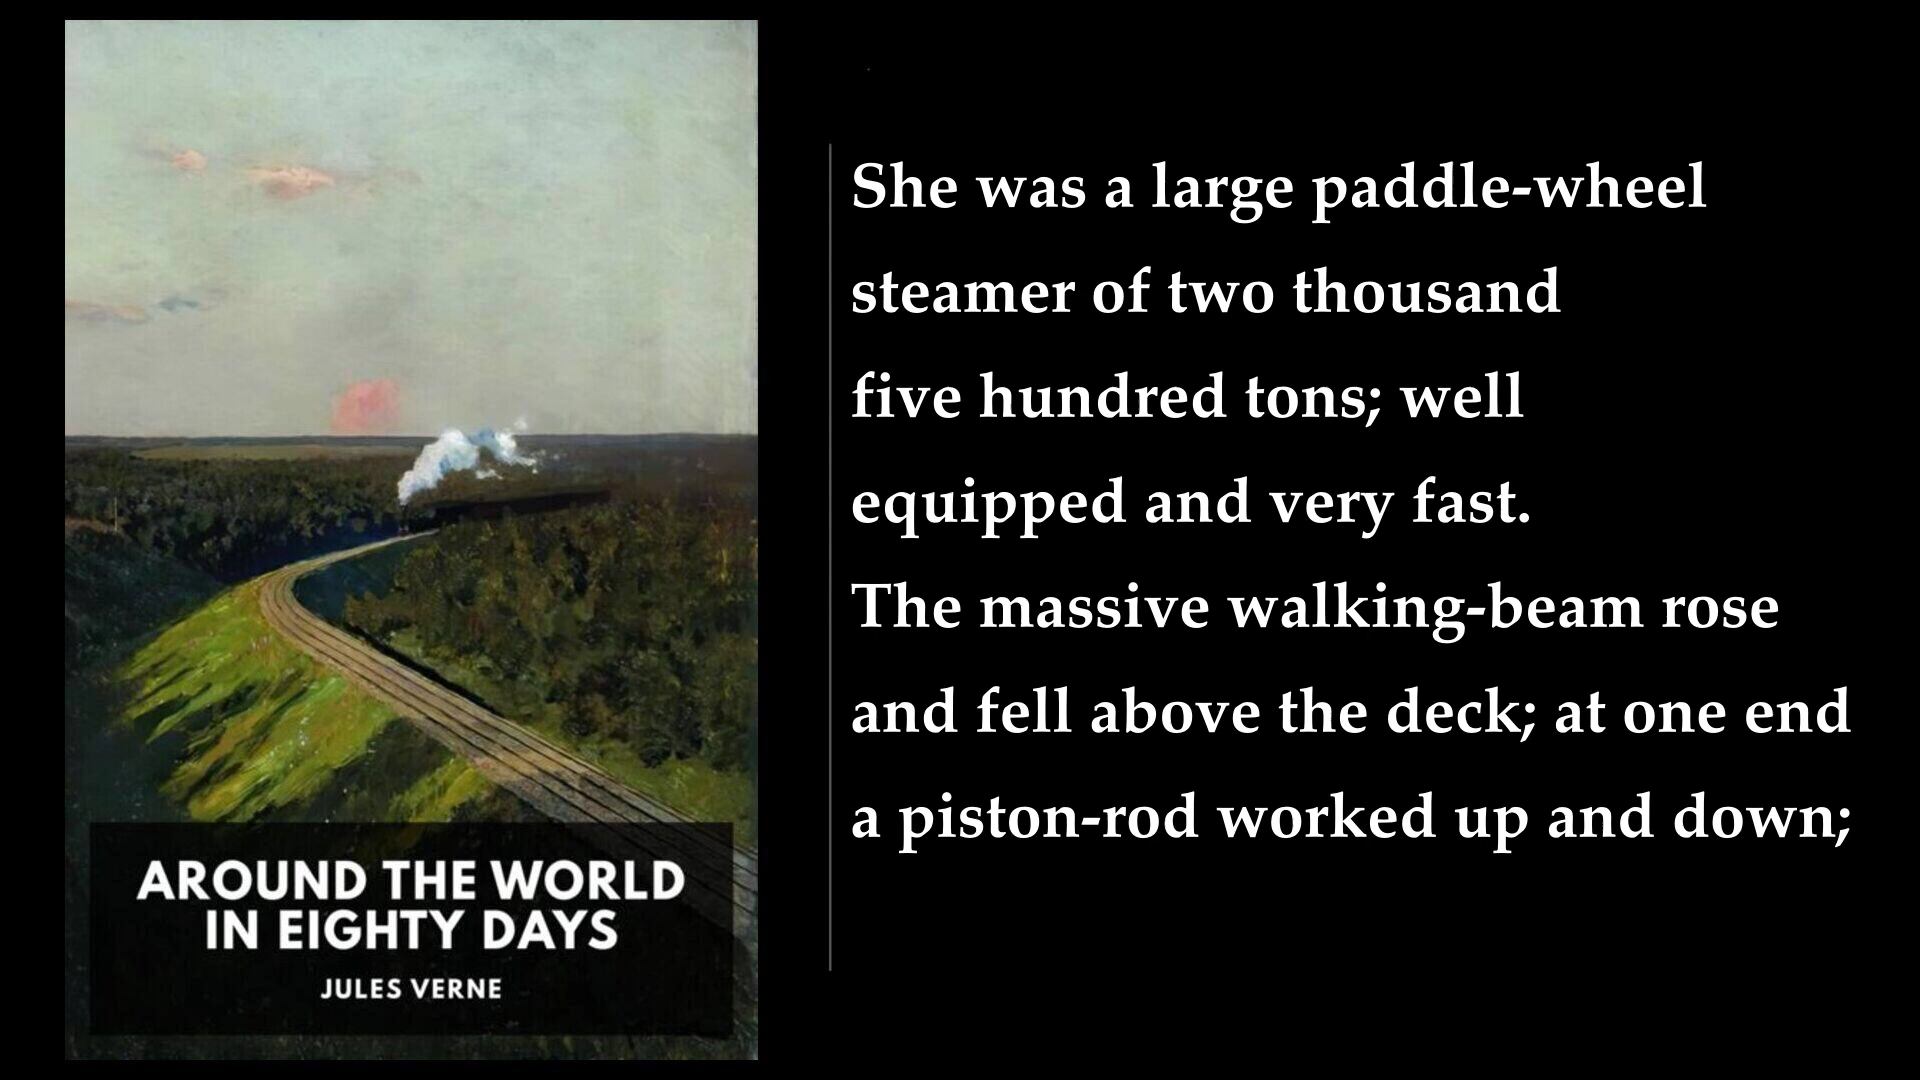 She was a large paddle-wheel
steamer of two thousand
five hundred tons; well
equipped and very fast.
The massive walking-beam rose
and fell above the deck; at one end
a piston-rod worked up and down;
AROUND THE WORLD
IN EIGHTY DAYS
JULES VERNE